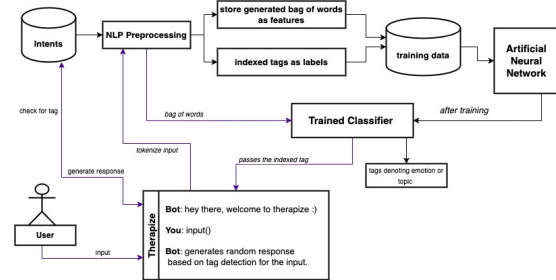 store generated bag of words
as features
Intents
NLP Preprocessing
indexed tags as labels
training data
Artificial
Neural
Network
check for tag
bag of words
tokenize input
Trained Classifier
after training
passes the indexed tag
generate response
tags denoting emotion or
topic
User
input
Therapize
Bot: hey there, welcome to therapize :)
You: input()
Bot: generates random response
based on tag detection for the input.